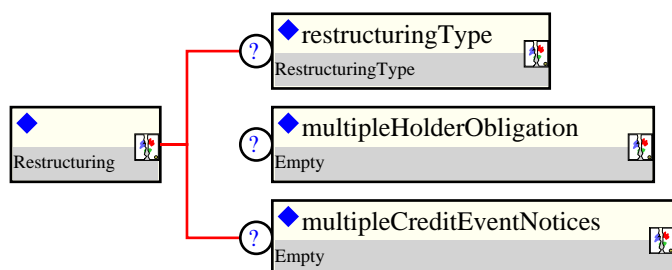 ? restructuringType
RestructuringType
Restructuring
? multipleHolderObligation
Empty
? multipleCreditEventNotices
Empty